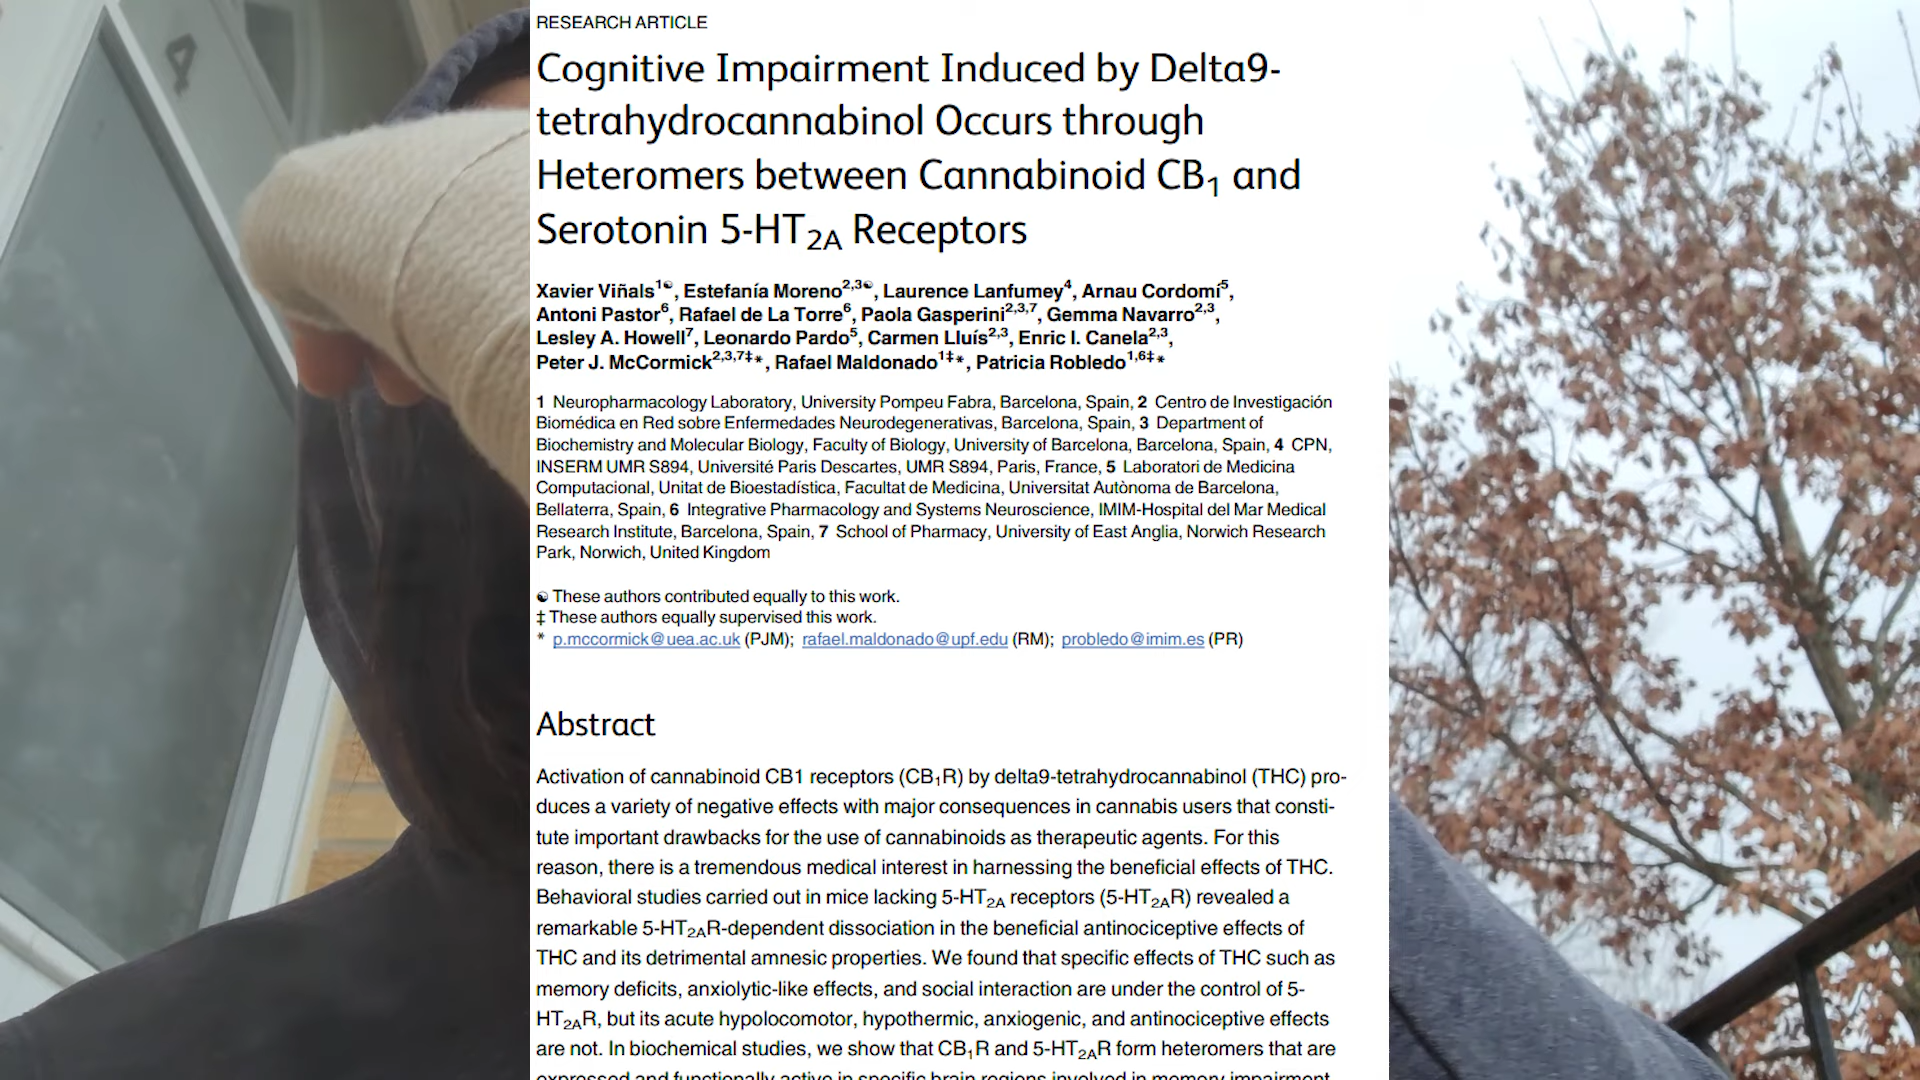 RESEARCH ARTICLE
Cognitive Impairment Induced by Delta9-
tetrahydrocannabinol Occurs through
Heteromers between Cannabinoid CB1 and
Serotonin 5-HT2A Receptors
Xavier Viñals1☯, Estefanía Moreno2,3☯, Laurence Lanfumey4, Arnau Cordomí5,
Antoni Pastor6, Rafael de La Torre6, Paola Gasperini2,3,7, Gemma Navarro2,3,
Lesley A. Howell7, Leonardo Pardo5, Carmen Lluís2,3, Enric I. Canela2,3,
Peter J. McCormick2,3,7‡*, Rafael Maldonado1‡*, Patricia Robledo1,6‡*
1 Neuropharmacology Laboratory, University Pompeu Fabra, Barcelona, Spain, 2 Centro de Investigación
Biomédica en Red sobre Enfermedades Neurodegenerativas, Barcelona, Spain, 3 Department of
Biochemistry and Molecular Biology, Faculty of Biology, University of Barcelona, Barcelona, Spain, 4 CPN,
INSERM UMR S894, Université Paris Descartes, UMR S894, Paris, France, 5 Laboratori de Medicina
Computacional, Unitat de Bioestadística, Facultat de Medicina, Universitat Autònoma de Barcelona,
Bellaterra, Spain, 6 Integrative Pharmacology and Systems Neuroscience, IMIM-Hospital del Mar Medical
Research Institute, Barcelona, Spain, 7 School of Pharmacy, University of East Anglia, Norwich Research
Park, Norwich, United Kingdom
☯ These authors contributed equally to this work.
‡ These authors equally supervised this work.
* p.mccormick@uea.ac.uk (PJM); rafael.maldonado@upf.edu (RM); probledo@imim.es (PR)
Abstract
Activation of cannabinoid CB1 receptors (CB1R) by delta9-tetrahydrocannabinol (THC) pro-
duces a variety of negative effects with major consequences in cannabis users that consti-
tute important drawbacks for the use of cannabinoids as therapeutic agents. For this
reason, there is a tremendous medical interest in harnessing the beneficial effects of THC.
Behavioral studies carried out in mice lacking 5-HT2A receptors (5-HT2AR) revealed a
remarkable 5-HT2AR-dependent dissociation in the beneficial antinociceptive effects of
THC and its detrimental amnesic properties. We found that specific effects of THC such as
memory deficits, anxiolytic-like effects, and social interaction are under the control of 5-
HT2AR, but its acute hypolocomotor, hypothermic, anxiogenic, and antinociceptive effects
are not. In biochemical studies, we show that CB1R and 5-HT2AR form heteromers that are
expressed and functionally active in specific brain regions involved in memory impairment.